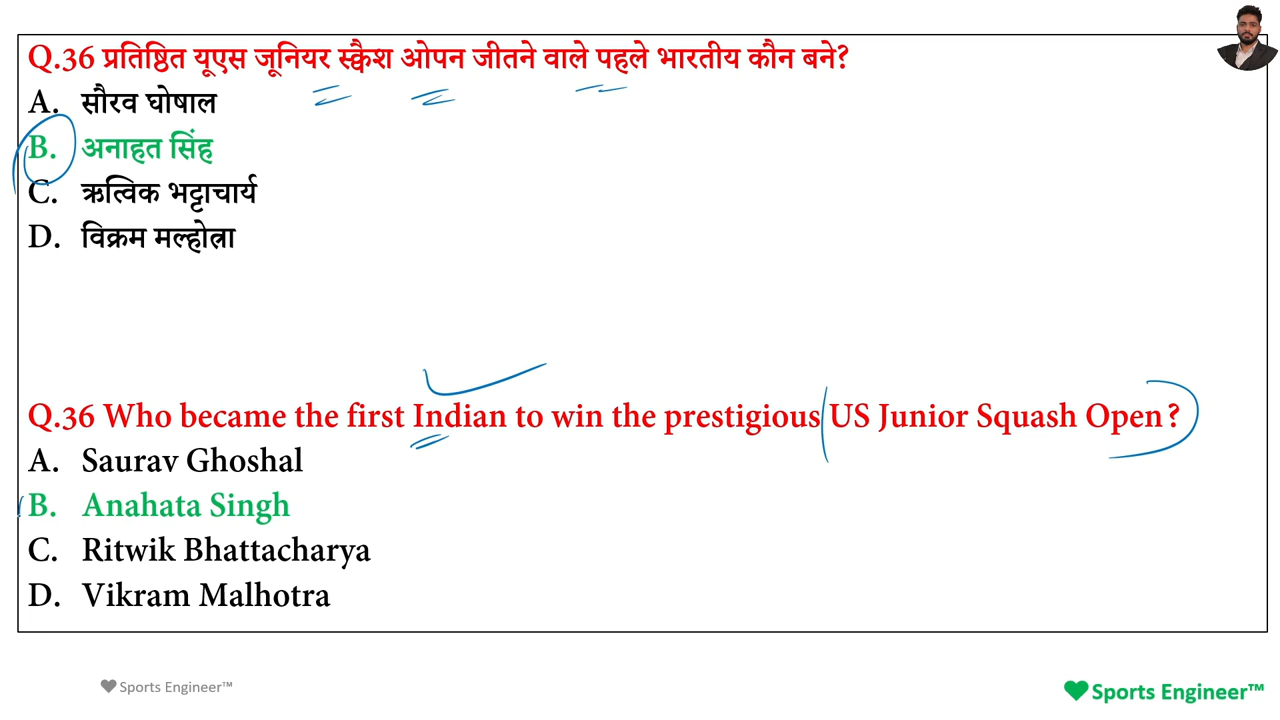 Q.36 प्रतिष्ठित यूएस जूनियर स्क्वैश ओपन जीतने वाले पहले भारतीय कौन बने?
A. सौरव घोषाल
B. अनाहत सिंह
C. ऋत्विक भट्टाचार्य
D. विक्रम मल्होत्रा
Q.36 Who became the first Indian to win the prestigious US Junior Squash Open?
A. Saurav Ghoshal
B. Anahata Singh
C. Ritwik Bhattacharya
D. Vikram Malhotra
Sports Engineer™
Sports Engineer™